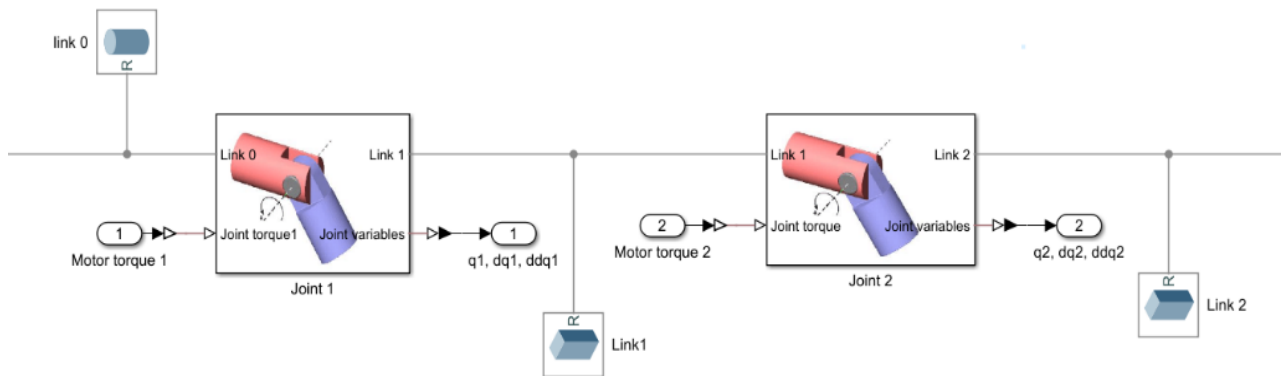 link 0
R
Link 0
Link 1
Joint torque1
Joint variables
Joint 1
1
Motor torque 1
1
q1, dq1, ddq1
R
Link1
Link 1
Link 2
Joint torque
Joint variables
Joint 2
2
Motor torque 2
2
q2, dq2, ddq2
R
Link 2